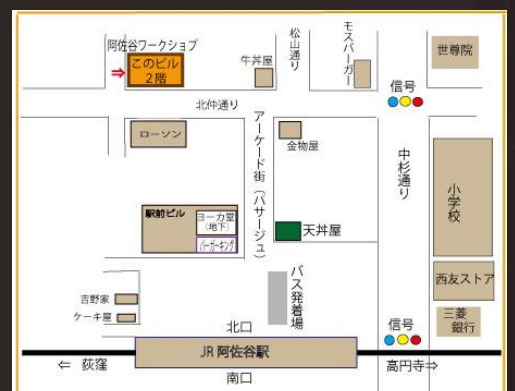 阿佐谷ワークショップ
⇒
このビル
2階
牛丼屋
松山通り
モスバーガー
世尊院
信号
北仲通り
ローソン
アーケード街(パサージュ)
金物屋
中杉通り
小学校
駅前ビル
ヨーカ堂
(地下)
バーガーキング
天丼屋
西友ストア
バス発着場
吉野家
ケーキ屋
三菱
銀行
北口
信号
JR 阿佐谷駅
⇐ 荻窪
高円寺⇒
南口